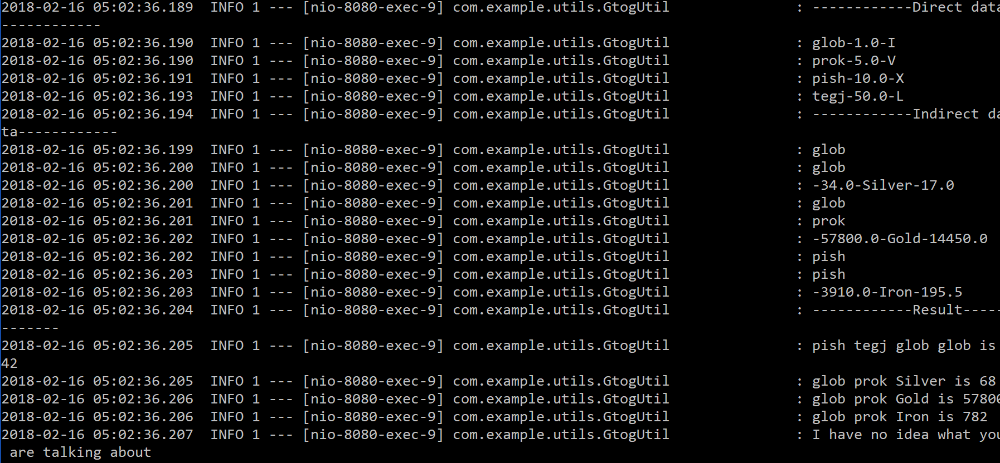 2018-02-16 05:02:36.189  INFO 1 --- [nio-8080-exec-9] com.example.utils.GtogUtil               : ------------Direct data
------------
2018-02-16 05:02:36.190  INFO 1 --- [nio-8080-exec-9] com.example.utils.GtogUtil               : glob-1.0-I
2018-02-16 05:02:36.190  INFO 1 --- [nio-8080-exec-9] com.example.utils.GtogUtil               : prok-5.0-V
2018-02-16 05:02:36.191  INFO 1 --- [nio-8080-exec-9] com.example.utils.GtogUtil               : pish-10.0-X
2018-02-16 05:02:36.193  INFO 1 --- [nio-8080-exec-9] com.example.utils.GtogUtil               : tegj-50.0-L
2018-02-16 05:02:36.194  INFO 1 --- [nio-8080-exec-9] com.example.utils.GtogUtil               : ------------Indirect da
ta------------
2018-02-16 05:02:36.199  INFO 1 --- [nio-8080-exec-9] com.example.utils.GtogUtil               : glob
2018-02-16 05:02:36.200  INFO 1 --- [nio-8080-exec-9] com.example.utils.GtogUtil               : glob
2018-02-16 05:02:36.200  INFO 1 --- [nio-8080-exec-9] com.example.utils.GtogUtil               : -34.0-Silver-17.0
2018-02-16 05:02:36.201  INFO 1 --- [nio-8080-exec-9] com.example.utils.GtogUtil               : glob
2018-02-16 05:02:36.201  INFO 1 --- [nio-8080-exec-9] com.example.utils.GtogUtil               : prok
2018-02-16 05:02:36.202  INFO 1 --- [nio-8080-exec-9] com.example.utils.GtogUtil               : -57800.0-Gold-14450.0
2018-02-16 05:02:36.202  INFO 1 --- [nio-8080-exec-9] com.example.utils.GtogUtil               : pish
2018-02-16 05:02:36.203  INFO 1 --- [nio-8080-exec-9] com.example.utils.GtogUtil               : pish
2018-02-16 05:02:36.203  INFO 1 --- [nio-8080-exec-9] com.example.utils.GtogUtil               : -3910.0-Iron-195.5
2018-02-16 05:02:36.204  INFO 1 --- [nio-8080-exec-9] com.example.utils.GtogUtil               : ------------Result-----
-------
2018-02-16 05:02:36.205  INFO 1 --- [nio-8080-exec-9] com.example.utils.GtogUtil               : pish tegj glob glob is
42
2018-02-16 05:02:36.205  INFO 1 --- [nio-8080-exec-9] com.example.utils.GtogUtil               : glob prok Silver is 68
2018-02-16 05:02:36.206  INFO 1 --- [nio-8080-exec-9] com.example.utils.GtogUtil               : glob prok Gold is 57800
2018-02-16 05:02:36.206  INFO 1 --- [nio-8080-exec-9] com.example.utils.GtogUtil               : glob prok Iron is 782
2018-02-16 05:02:36.207  INFO 1 --- [nio-8080-exec-9] com.example.utils.GtogUtil               : I have no idea what you
 are talking about